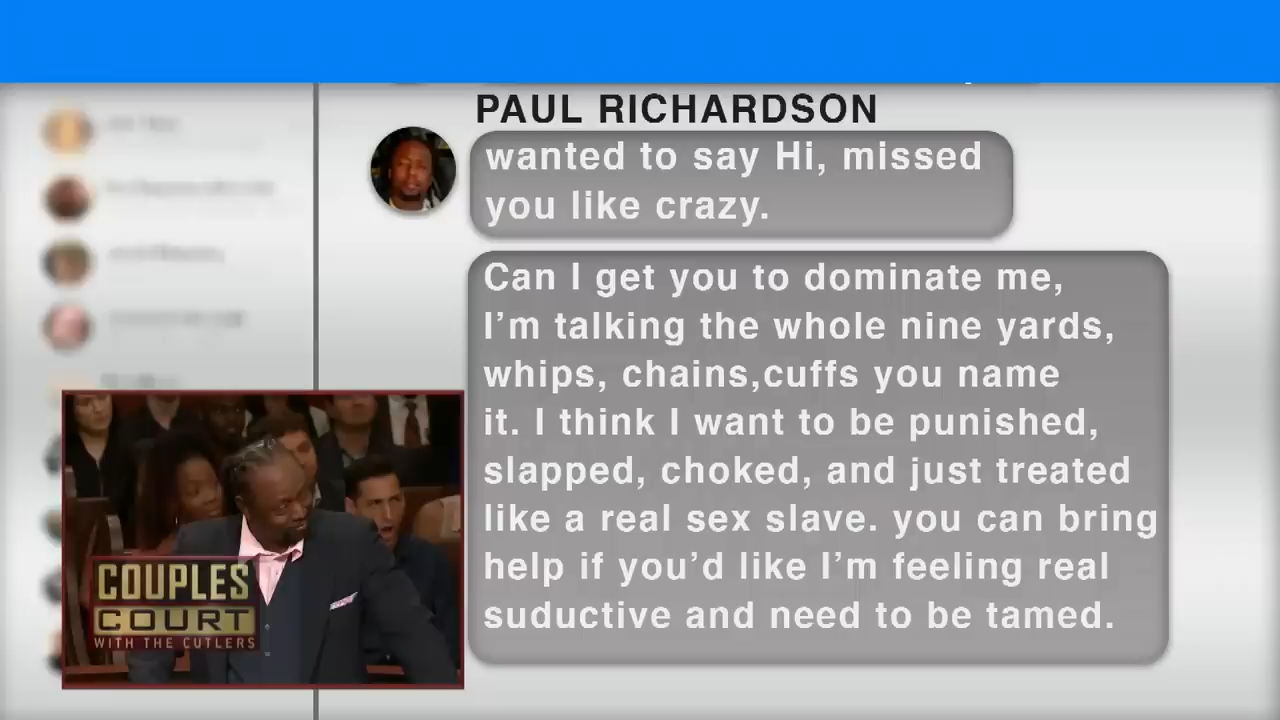 PAUL RICHARDSON
wanted to say Hi, missed
you like crazy.
Can I get you to dominate me,
I'm talking the whole nine yards,
whips, chains,cuffs you name
it. I think I want to be punished,
slapped, choked, and just treated
like a real sex slave. you can bring
help if you'd like I'm feeling real
suductive and need to be tamed.
COUPLES
COURT
WITH THE CUTLERS